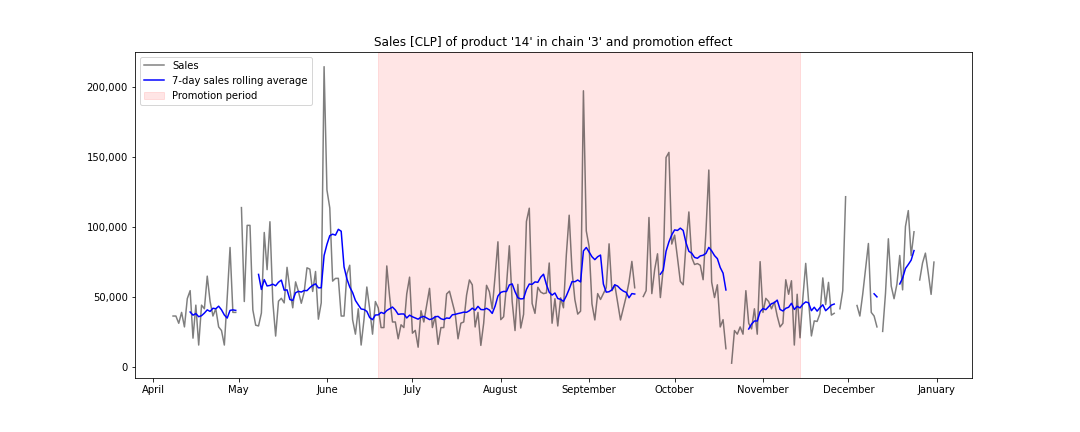 Sales [CLP] of product '14' in chain '3' and promotion effect
Sales
7-day sales rolling average
Promotion period
200,000
150,000
100,000
50,000
0
April May June July August September October November December January